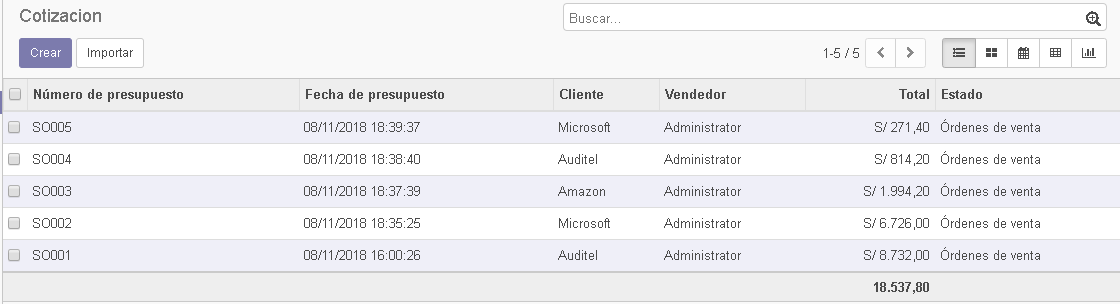 Cotizacion
Buscar...
Crear Importar 1-5 / 5
Número de presupuesto Fecha de presupuesto Cliente Vendedor Total Estado
SO005 08/11/2018 18:39:37 Microsoft Administrator S/ 271,40 Órdenes de venta
SO004 08/11/2018 18:38:40 Auditel Administrator S/ 814,20 Órdenes de venta
SO003 08/11/2018 18:37:39 Amazon Administrator S/ 1.994,20 Órdenes de venta
SO002 08/11/2018 18:35:25 Microsoft Administrator S/ 6.726,00 Órdenes de venta
SO001 08/11/2018 16:00:26 Auditel Administrator S/ 8.732,00 Órdenes de venta
18.537,80